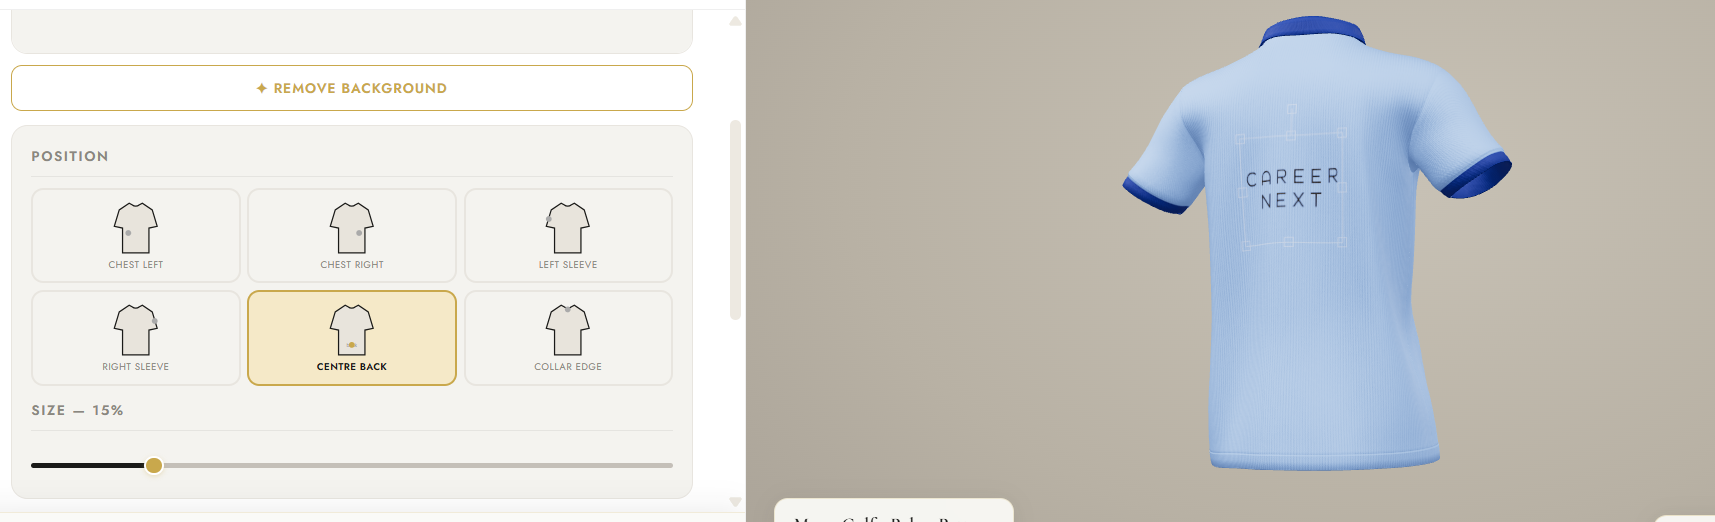 ✦ REMOVE BACKGROUND
POSITION
CHEST LEFT
CHEST RIGHT
LEFT SLEEVE
RIGHT SLEEVE
CENTRE BACK
COLLAR EDGE
SIZE — 15%
CAREER
NEXT